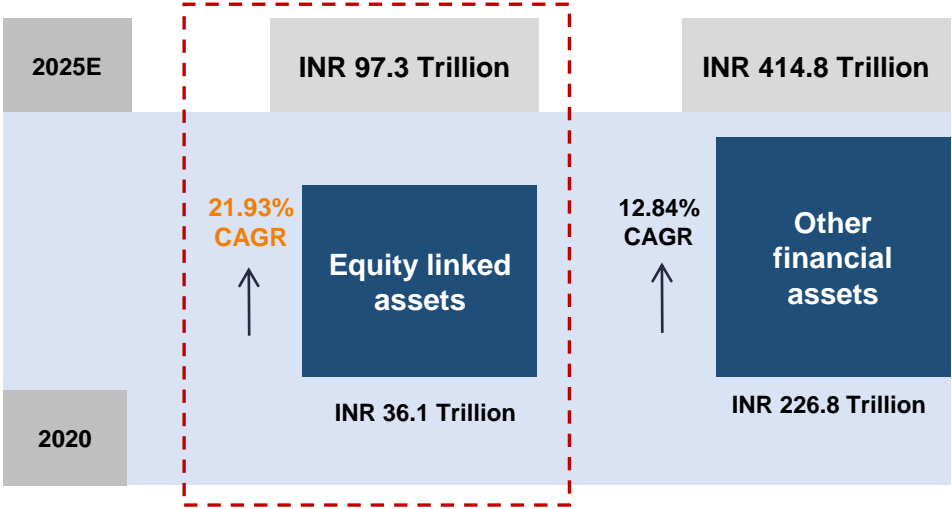 2025E
INR 97.3 Trillion
INR 414.8 Trillion
21.93%
CAGR
Equity linked
assets
12.84%
CAGR
Other
financial
assets
2020
INR 36.1 Trillion
INR 226.8 Trillion